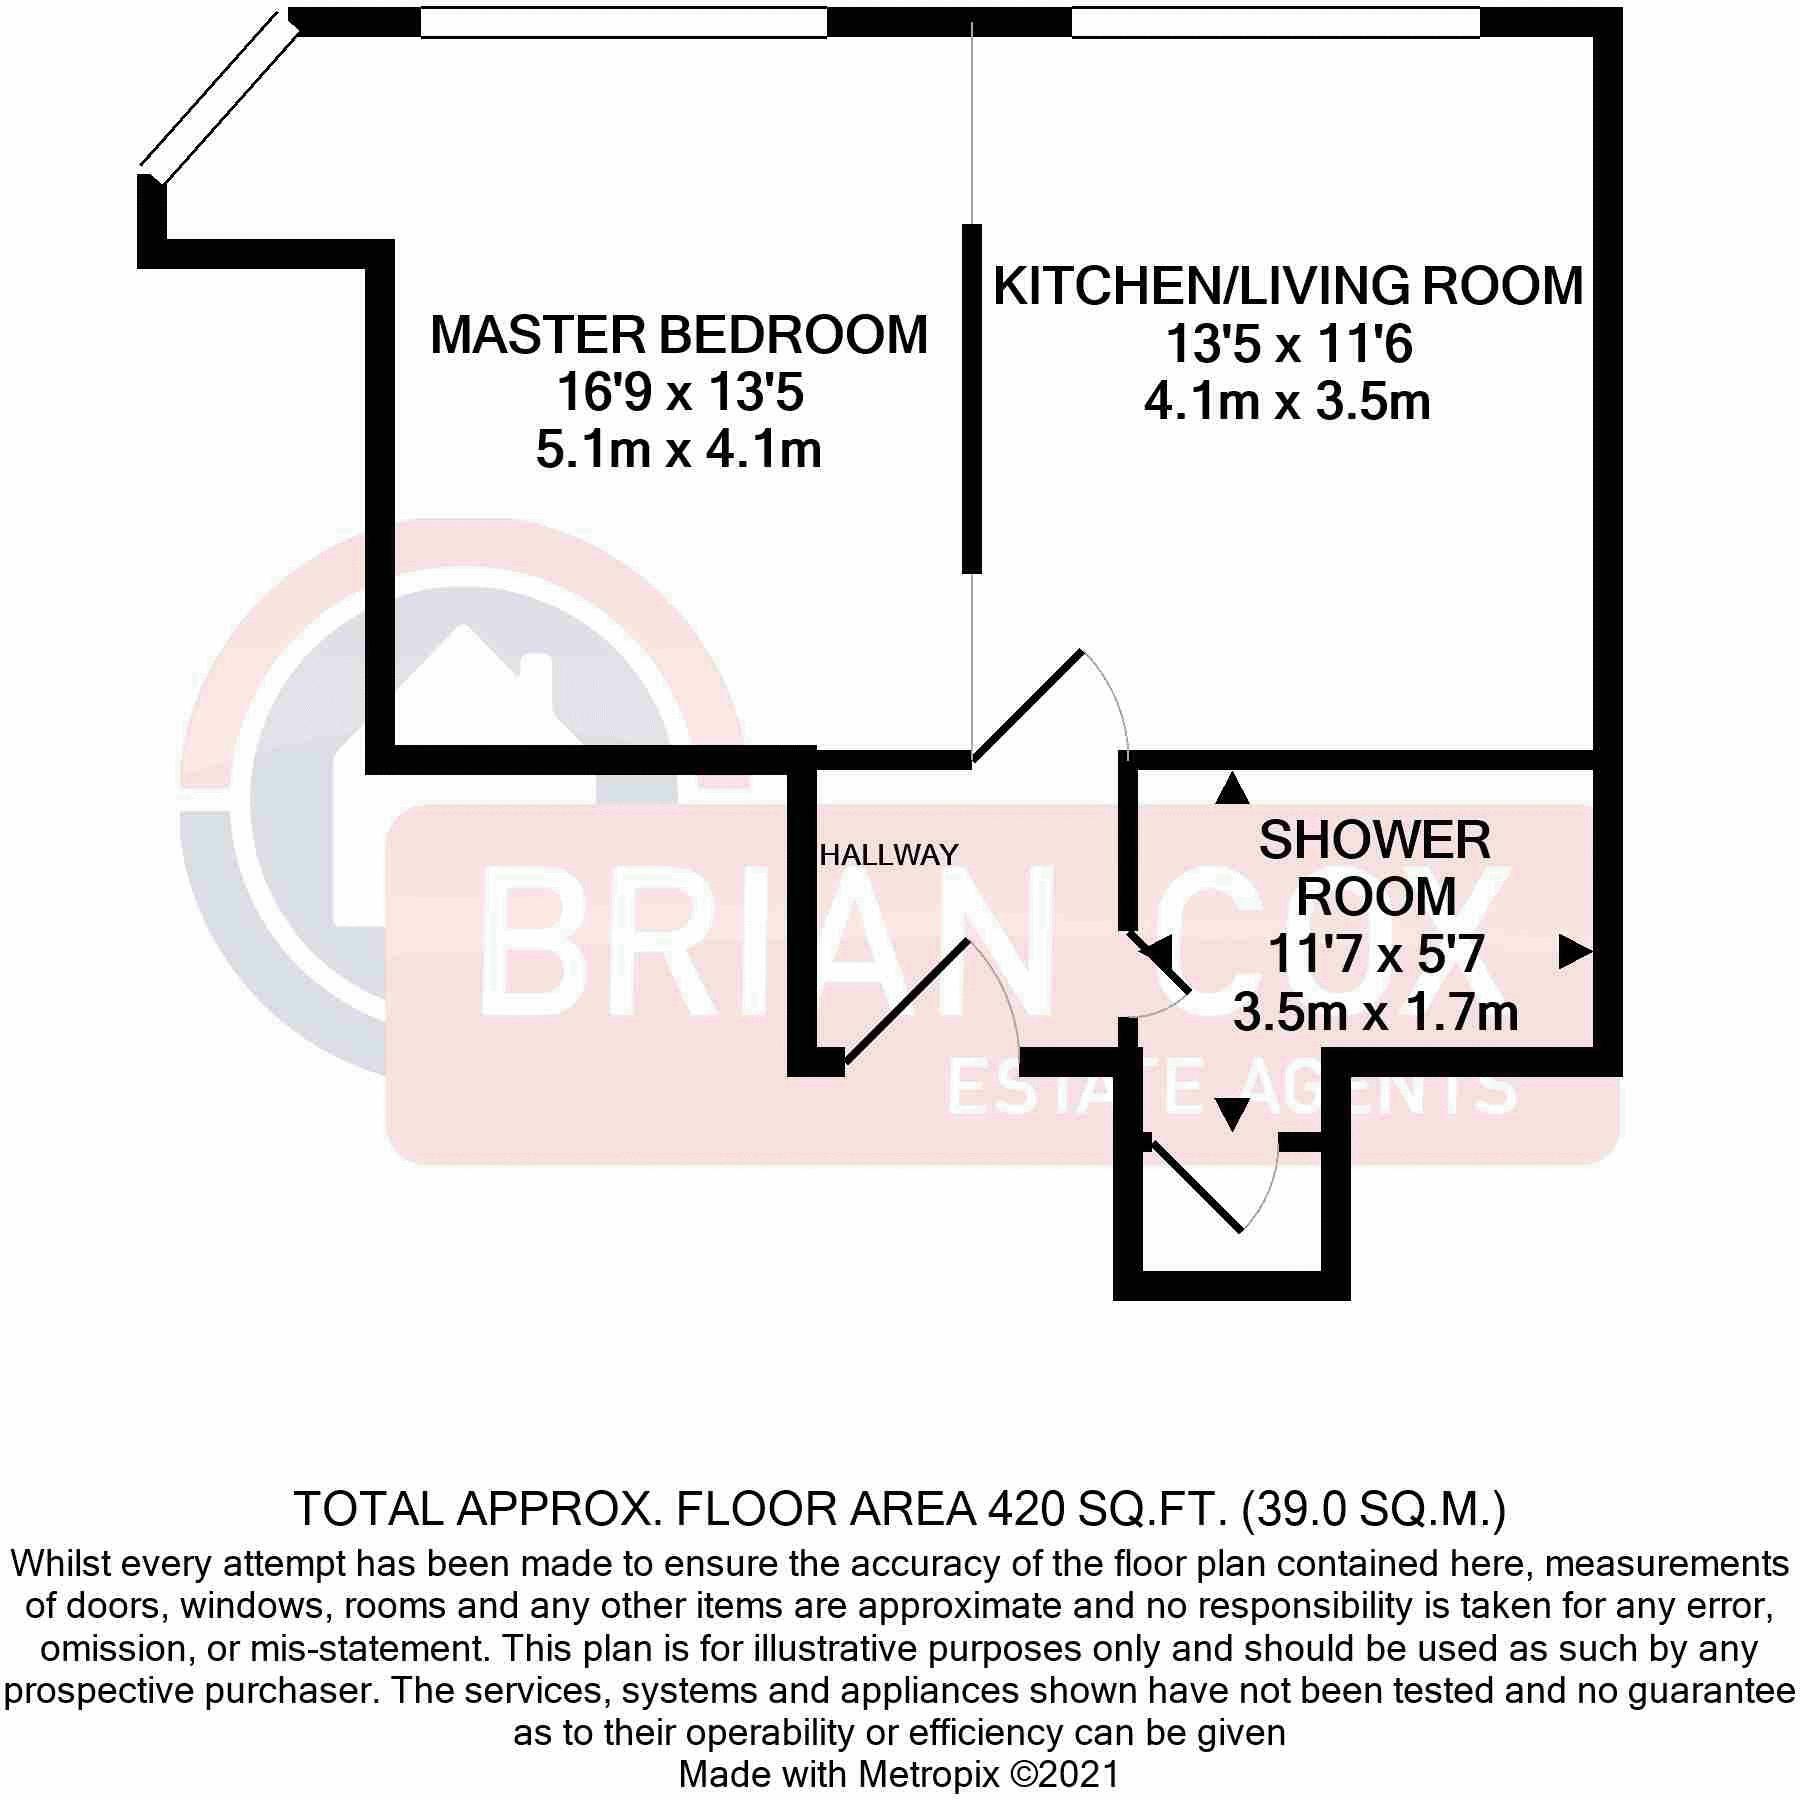 MASTER BEDROOM
16'9 x 13'5
5.1m x 4.1m
KITCHEN/LIVING ROOM
13'5 x 11'6
4.1m x 3.5m
HALLWAY
SHOWER
ROOM
11'7 x 5'7
3.5m x 1.7m
BRIAN COX
ESTATE AGENTS
TOTAL APPROX. FLOOR AREA 420 SQ.FT. (39.0 SQ.M.)
Whilst every attempt has been made to ensure the accuracy of the floor plan contained here, measurements
of doors, windows, rooms and any other items are approximate and no responsibility is taken for any error,
omission, or mis-statement. This plan is for illustrative purposes only and should be used as such by any
prospective purchaser. The services, systems and appliances shown have not been tested and no guarantee
as to their operability or efficiency can be given
Made with Metropix ©2021